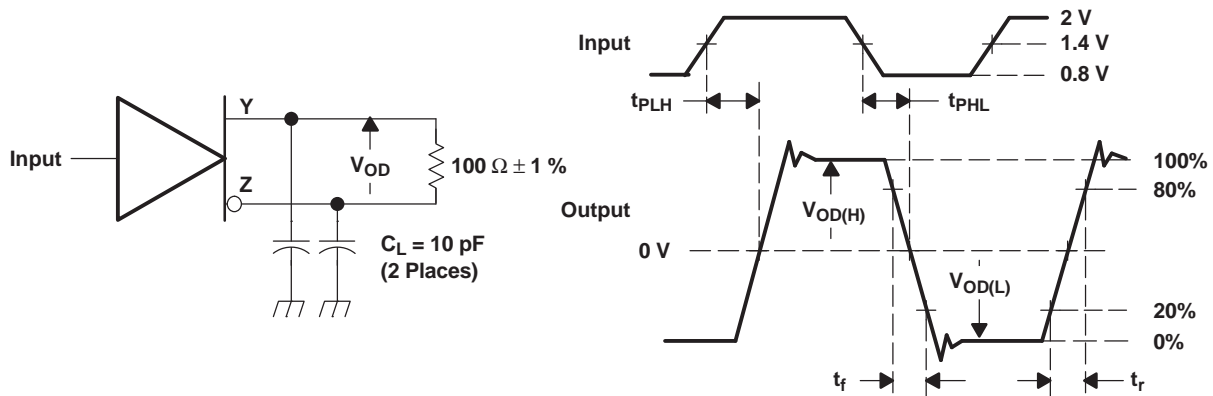 Input
Y
Z
V_OD
100 Ω ± 1 %
C_L = 10 pF
(2 Places)
Input
2 V
1.4 V
0.8 V
t_PLH
t_PHL
Output
100%
80%
V_OD(H)
0 V
V_OD(L)
20%
0%
t_f
t_r